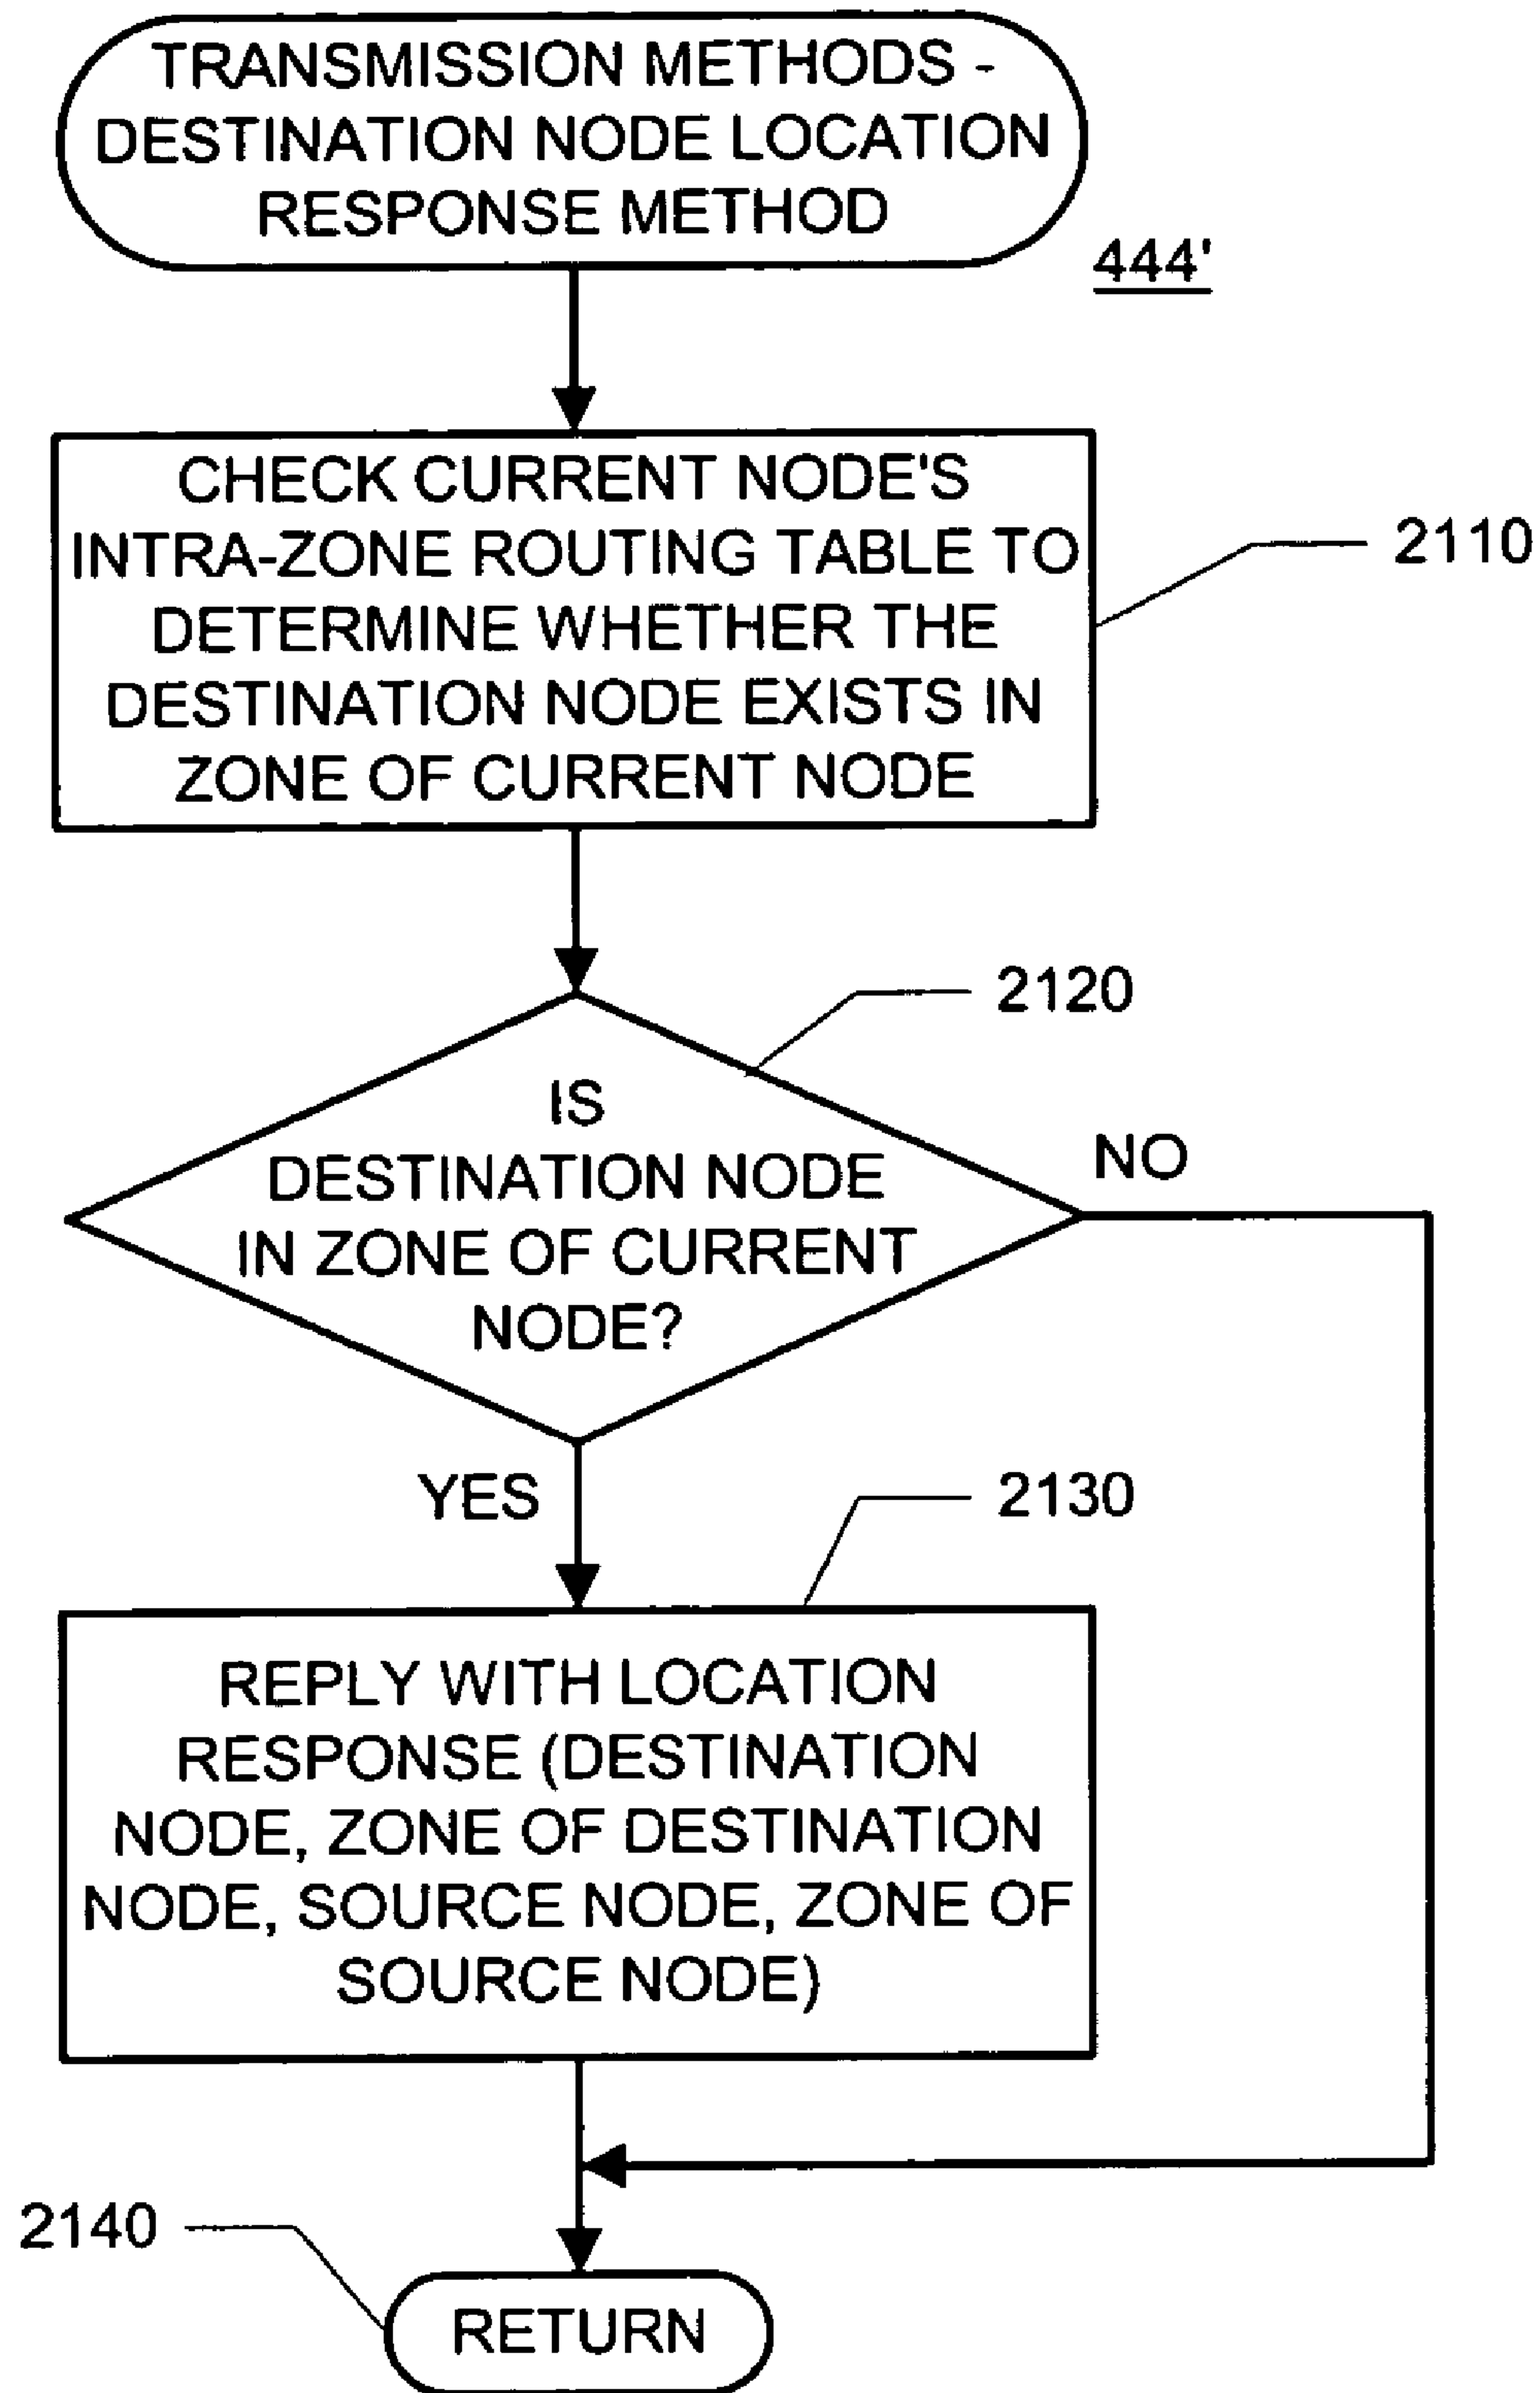 TRANSMISSION METHODS -
DESTINATION NODE LOCATION
RESPONSE METHOD
444'
CHECK CURRENT NODE'S
INTRA-ZONE ROUTING TABLE TO
DETERMINE WHETHER THE
DESTINATION NODE EXISTS IN
ZONE OF CURRENT NODE
2110
2120
IS
DESTINATION NODE
IN ZONE OF CURRENT
NODE?
NO
YES
2130
REPLY WITH LOCATION
RESPONSE (DESTINATION
NODE, ZONE OF DESTINATION
NODE, SOURCE NODE, ZONE OF
SOURCE NODE)
2140
RETURN